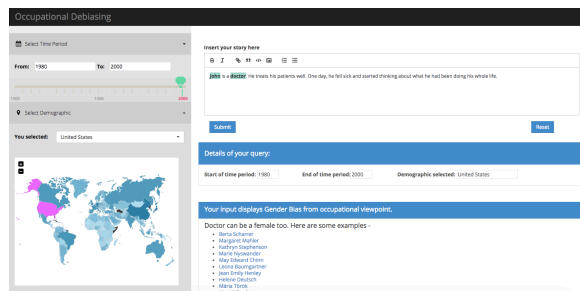 Occupational Debiasing
Select Time Period
From: 1980 To: 2000
1900 1950 2000
Select Demographic
You selected: United States
+
-
Insert your story here
B I
John is a doctor. He treats his patients well. One day, he fell sick and started thinking about what he had been doing his whole life.
Submit Reset
Details of your query:
Start of time period: 1980 End of time period: 2000 Demographic selected: United States
Your input displays Gender Bias from occupational viewpoint.
Doctor can be a female too. Here are some examples -
Berta Scharrer
Margaret Mahler
Kathryn Stephenson
Marie Nyswander
May Edward Chinn
Leona Baumgartner
Jean Emily Henley
Helene Deutsch
Mária Török